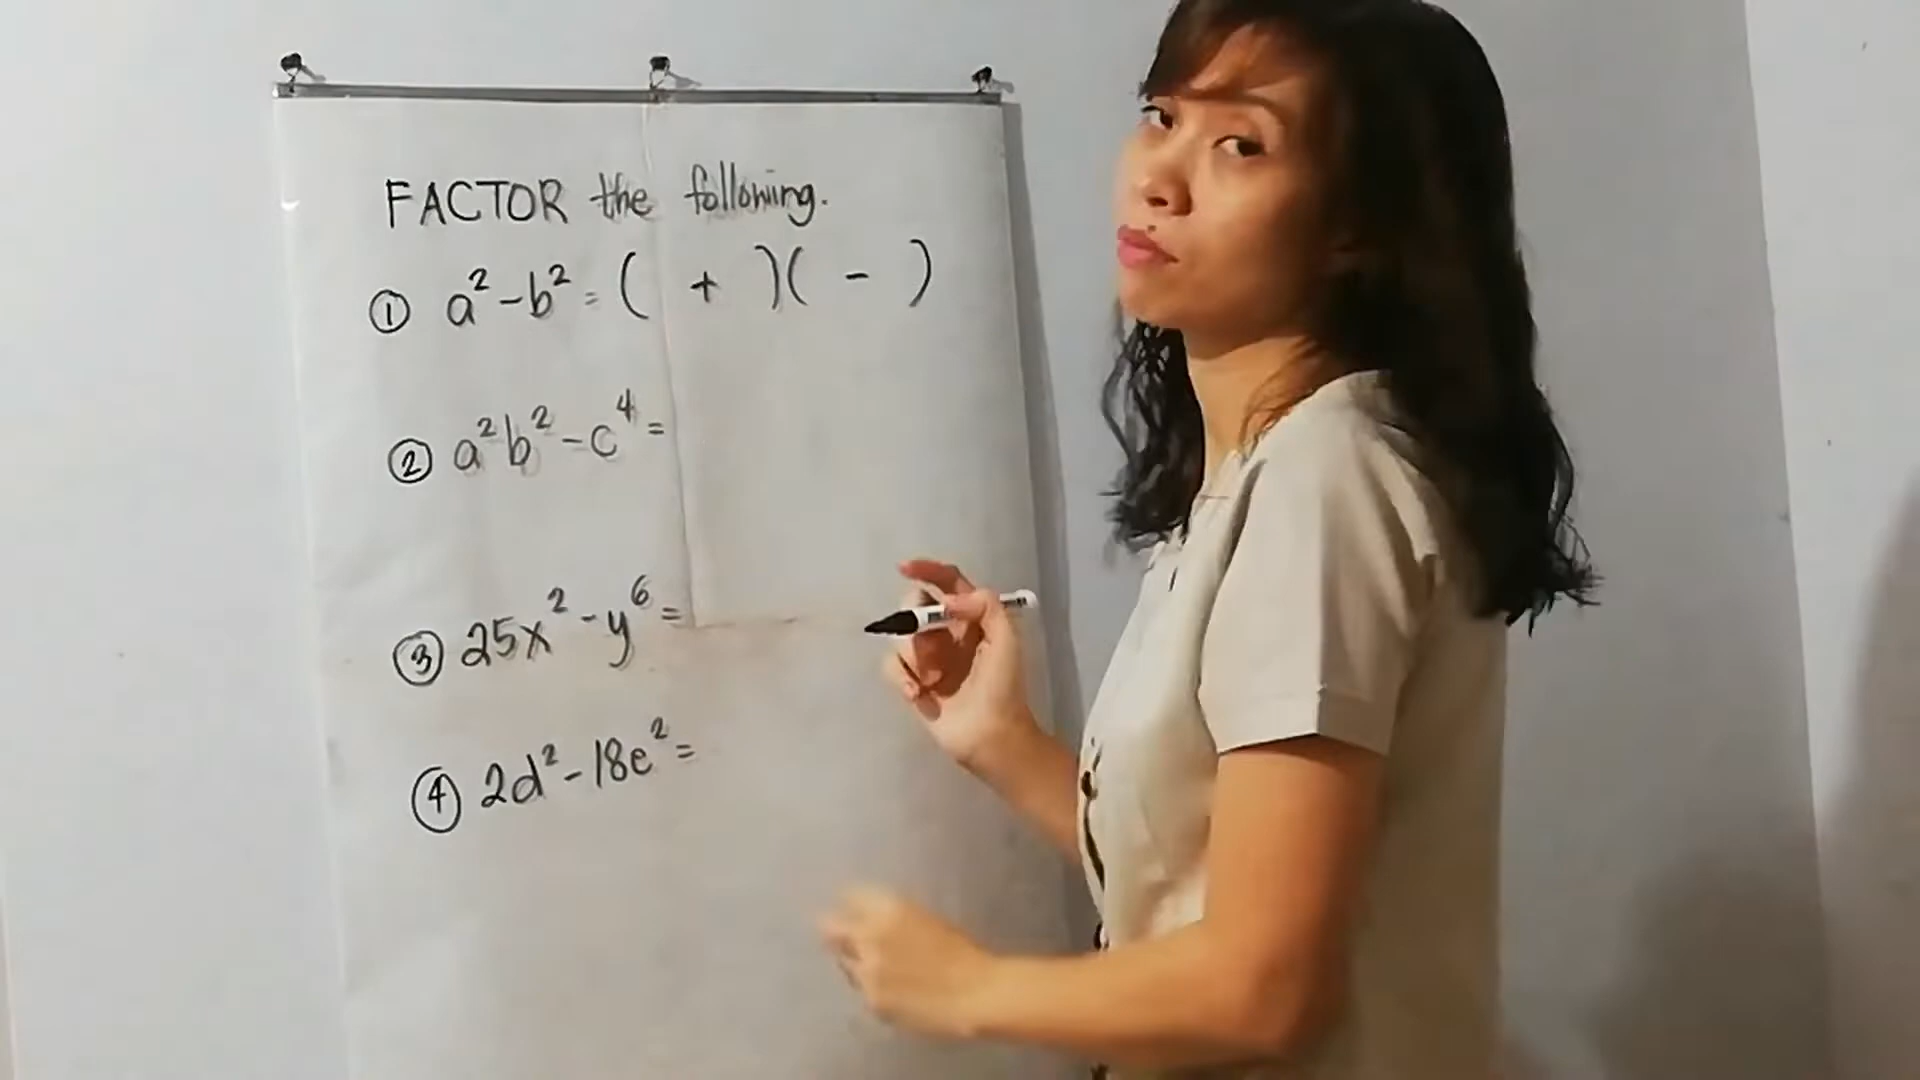 FACTOR the following.
① a² - b² = (  +  )(  -  )
② a²b² - c⁴ =
③ 25x² - y⁶ =
④ 2d² - 18e² =